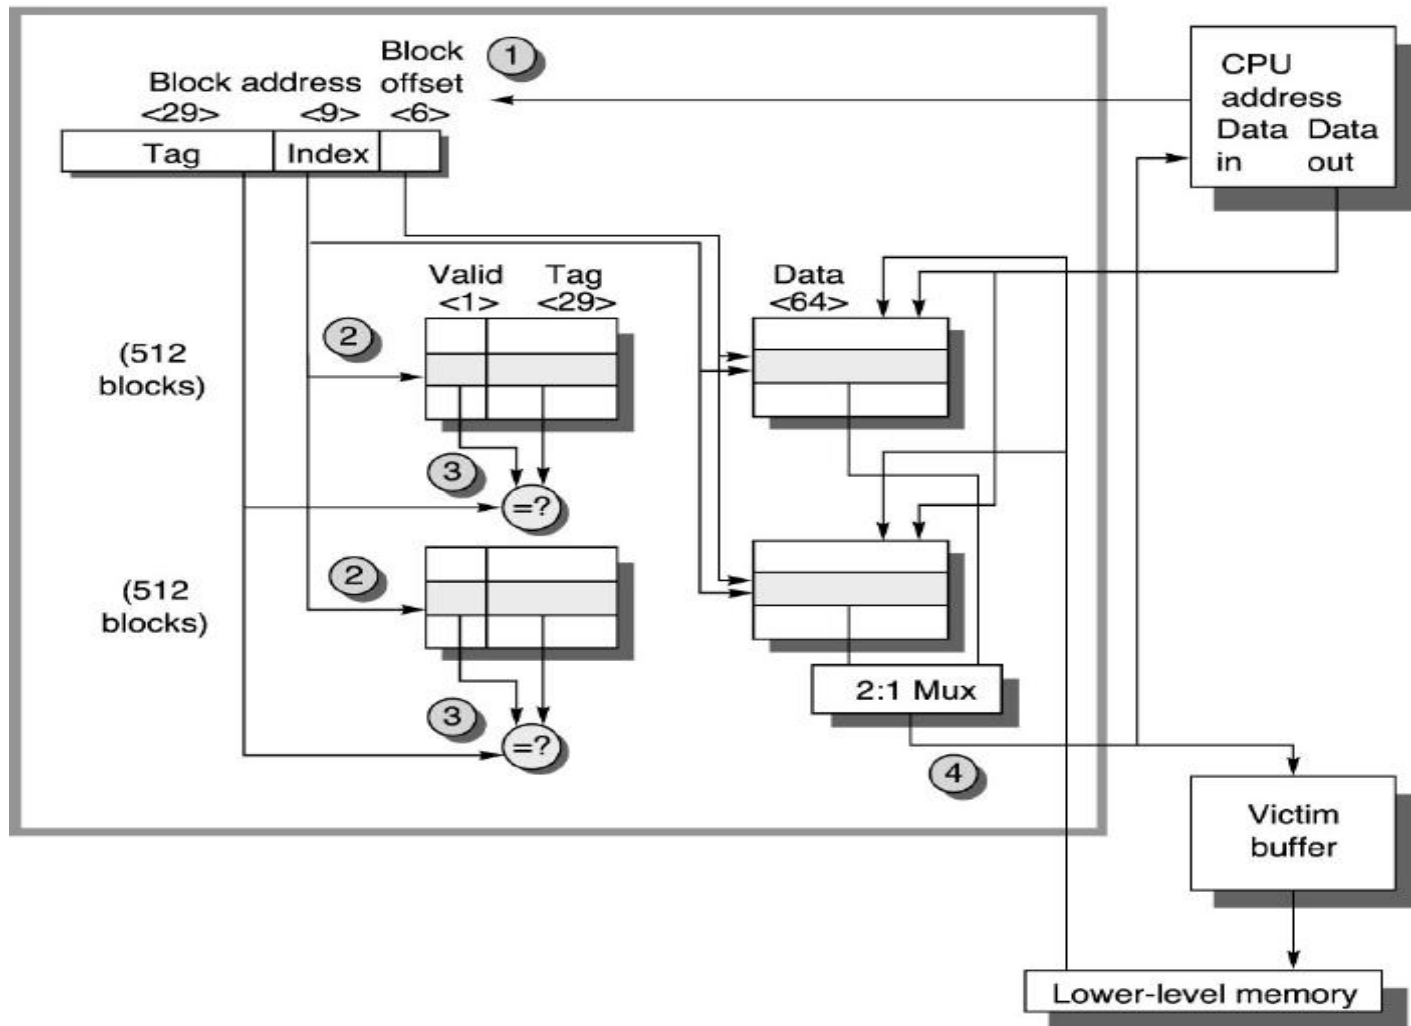 Block
offset
1
Block address
<29>
<9>
<6>
Tag
Index
CPU
address
Data Data
in out
Valid
<1>
Tag
<29>
Data
<64>
(512
blocks)
2
3
=?
(512
blocks)
2
3
=?
2:1 Mux
4
Victim
buffer
Lower-level memory